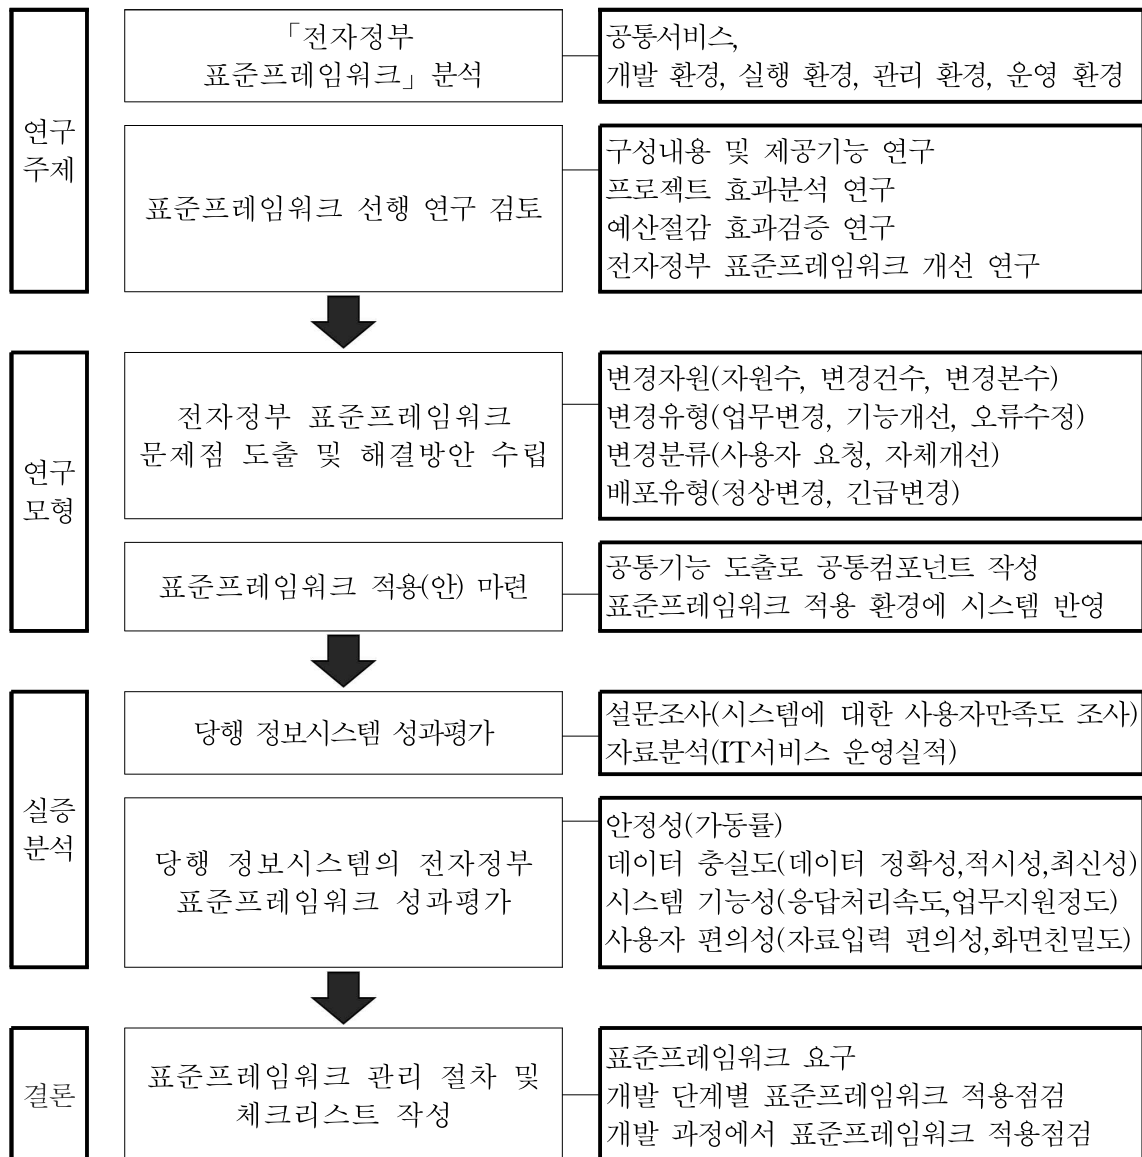 연구
주제
「전자정부
표준프레임워크」 분석
공통서비스,
개발 환경, 실행 환경, 관리 환경, 운영 환경
표준프레임워크 선행 연구 검토
구성내용 및 제공기능 연구
프로젝트 효과분석 연구
예산절감 효과검증 연구
전자정부 표준프레임워크 개선 연구
연구
모형
전자정부 표준프레임워크
문제점 도출 및 해결방안 수립
변경자원(자원수, 변경건수, 변경본수)
변경유형(업무변경, 기능개선, 오류수정)
변경분류(사용자 요청, 자체개선)
배포유형(정상변경, 긴급변경)
표준프레임워크 적용(안) 마련
공통기능 도출로 공통컴포넌트 작성
표준프레임워크 적용 환경에 시스템 반영
실증
분석
당행 정보시스템 성과평가
설문조사(시스템에 대한 사용자만족도 조사)
자료분석(IT서비스 운영실적)
당행 정보시스템의 전자정부
표준프레임워크 성과평가
안정성(가동률)
데이터 충실도(데이터 정확성,적시성,최신성)
시스템 기능성(응답처리속도,업무지원정도)
사용자 편의성(자료입력 편의성,화면친밀도)
결론
표준프레임워크 관리 절차 및
체크리스트 작성
표준프레임워크 요구
개발 단계별 표준프레임워크 적용점검
개발 과정에서 표준프레임워크 적용점검